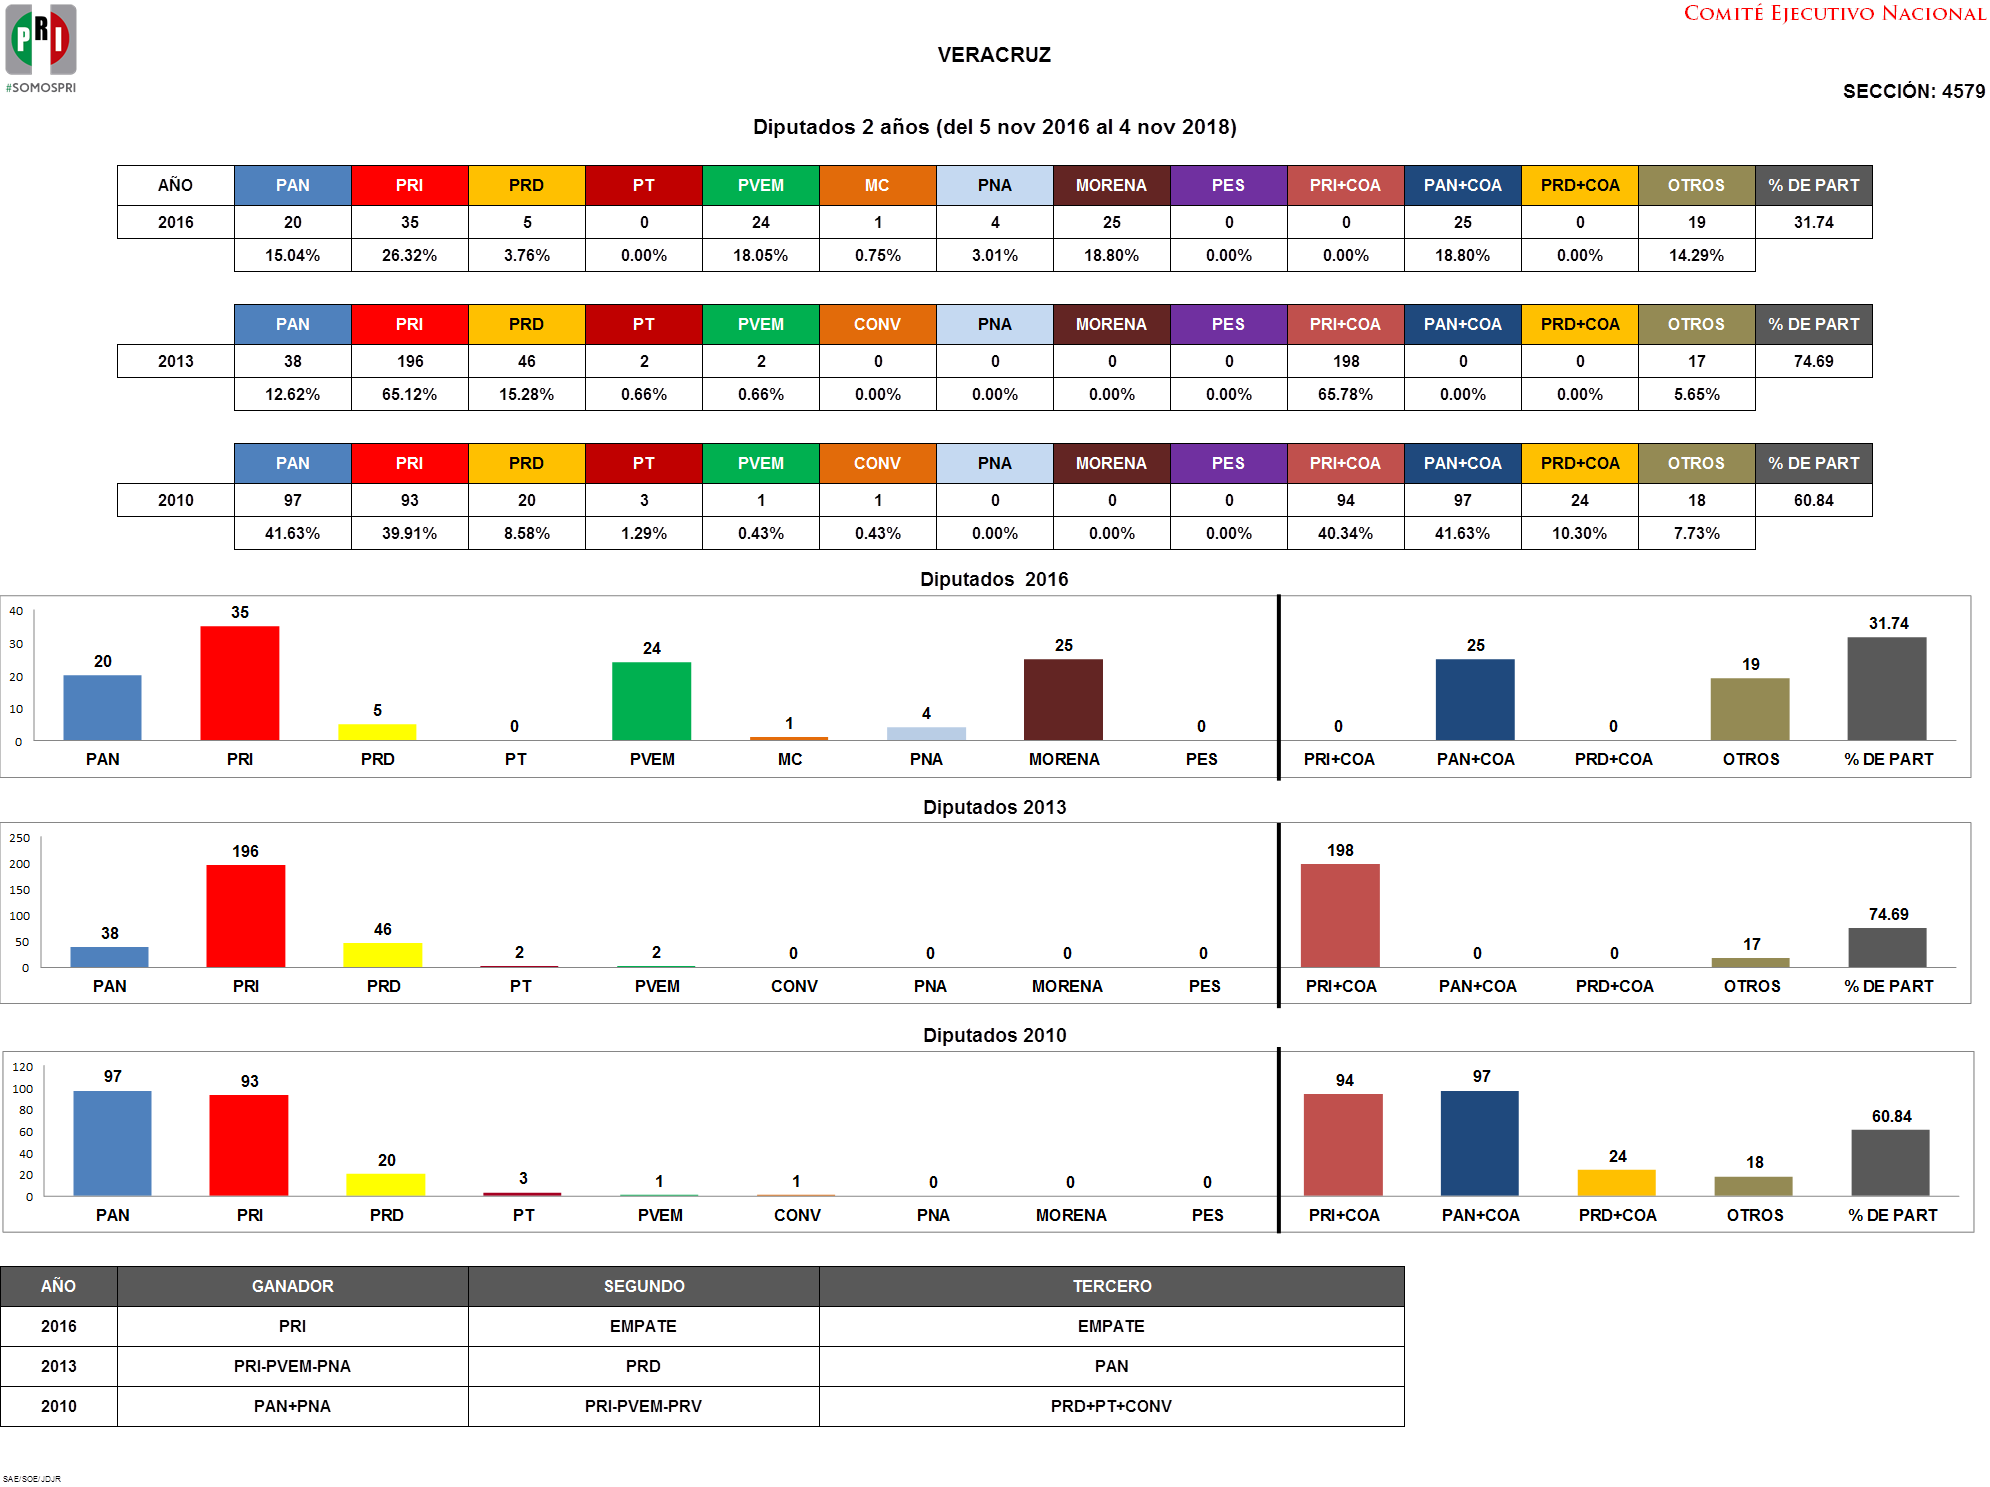 PRI
#SOMOSPRI
COMITÉ EJECUTIVO NACIONAL
VERACRUZ
SECCIÓN: 4579
Diputados 2 años (del 5 nov 2016 al 4 nov 2018)
AÑO PAN PRI PRD PT PVEM MC PNA MORENA PES PRI+COA PAN+COA PRD+COA OTROS % DE PART
2016 20 35 5 0 24 1 4 25 0 0 25 0 19 31.74
15.04% 26.32% 3.76% 0.00% 18.05% 0.75% 3.01% 18.80% 0.00% 0.00% 18.80% 0.00% 14.29%
PAN PRI PRD PT PVEM CONV PNA MORENA PES PRI+COA PAN+COA PRD+COA OTROS % DE PART
2013 38 196 46 2 2 0 0 0 0 198 0 0 17 74.69
12.62% 65.12% 15.28% 0.66% 0.66% 0.00% 0.00% 0.00% 0.00% 65.78% 0.00% 0.00% 5.65%
PAN PRI PRD PT PVEM CONV PNA MORENA PES PRI+COA PAN+COA PRD+COA OTROS % DE PART
2010 97 93 20 3 1 1 0 0 0 94 97 24 18 60.84
41.63% 39.91% 8.58% 1.29% 0.43% 0.43% 0.00% 0.00% 0.00% 40.34% 41.63% 10.30% 7.73%
Diputados 2016
40
30
20
10
0
20 35 5 0 24 1 4 25 0 0 25 0 19 31.74
PAN PRI PRD PT PVEM MC PNA MORENA PES PRI+COA PAN+COA PRD+COA OTROS % DE PART
Diputados 2013
250
200
150
100
50
0
38 196 46 2 2 0 0 0 0 198 0 0 17 74.69
PAN PRI PRD PT PVEM CONV PNA MORENA PES PRI+COA PAN+COA PRD+COA OTROS % DE PART
Diputados 2010
120
100
80
60
40
20
0
97 93 20 3 1 1 0 0 0 94 97 24 18 60.84
PAN PRI PRD PT PVEM CONV PNA MORENA PES PRI+COA PAN+COA PRD+COA OTROS % DE PART
AÑO GANADOR SEGUNDO TERCERO
2016 PRI EMPATE EMPATE
2013 PRI-PVEM-PNA PRD PAN
2010 PAN+PNA PRI-PVEM-PRV PRD+PT+CONV
SAE/SOE/JDJR